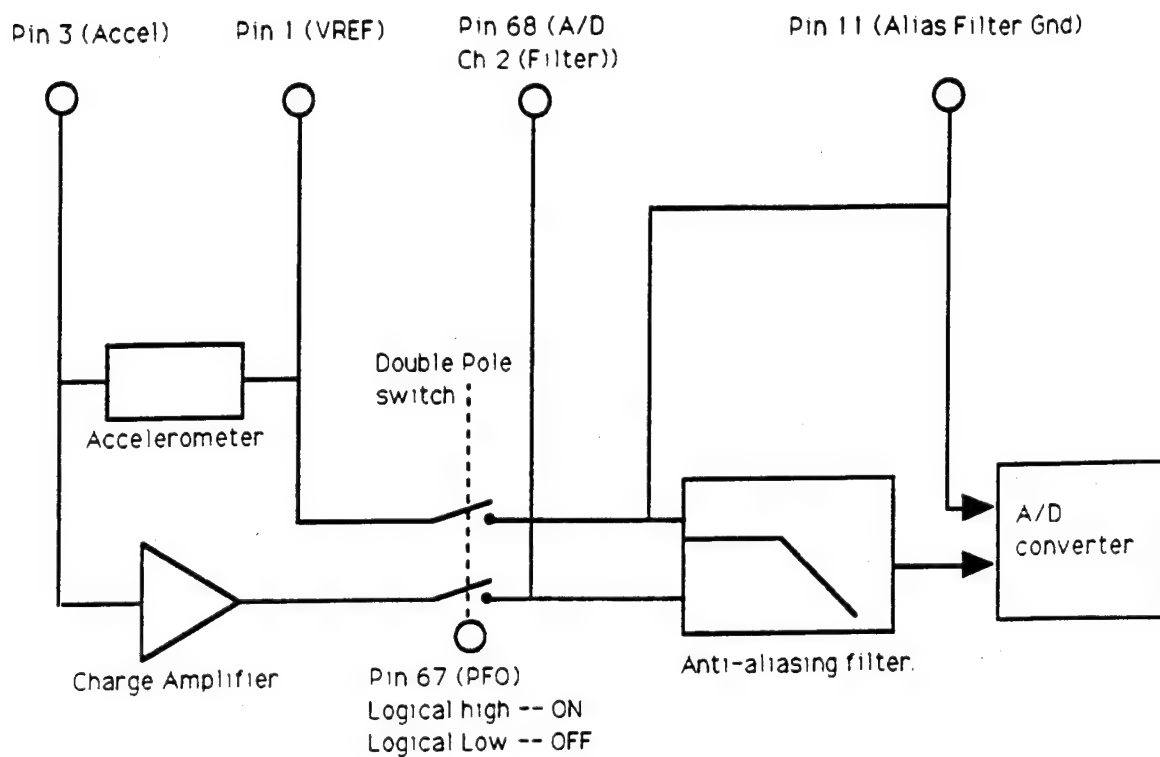 Pin 3 (Accel)
Pin 1 (VREF)
Pin 68 (A/D
Ch 2 (Filter))
Pin 11 (Alias Filter Gnd)
Double Pole
switch
Accelerometer
A/D
converter
Charge Amplifier
Pin 67 (PFO)
Logical high -- ON
Logical Low -- OFF
Anti-aliasing filter.